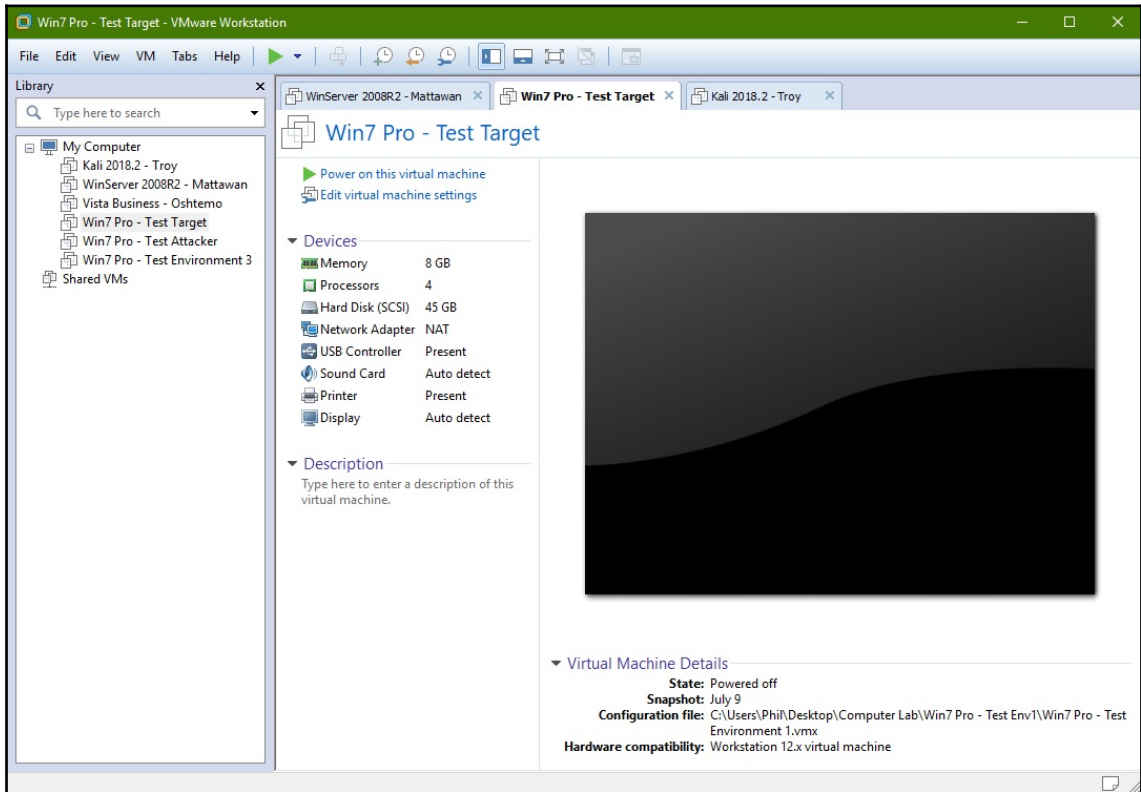 Win7 Pro - Test Target - VMware Workstation
File Edit View VM Tabs Help
Library
Type here to search
My Computer
Kali 2018.2 - Troy
WinServer 2008R2 - Mattawan
Vista Business - Oshtemo
Win7 Pro - Test Target
Win7 Pro - Test Attacker
Win7 Pro - Test Environment 3
Shared VMs
WinServer 2008R2 - Mattawan Win7 Pro - Test Target Kali 2018.2 - Troy
Win7 Pro - Test Target
Power on this virtual machine
Edit virtual machine settings
Devices
Memory 8 GB
Processors 4
Hard Disk (SCSI) 45 GB
Network Adapter NAT
USB Controller Present
Sound Card Auto detect
Printer Present
Display Auto detect
Description
Type here to enter a description of this
virtual machine.
Virtual Machine Details
State: Powered off
Snapshot: July 9
Configuration file: C:\Users\Phil\Desktop\Computer Lab\Win7 Pro - Test Env1\Win7 Pro - Test
Environment 1.vmx
Hardware compatibility: Workstation 12.x virtual machine